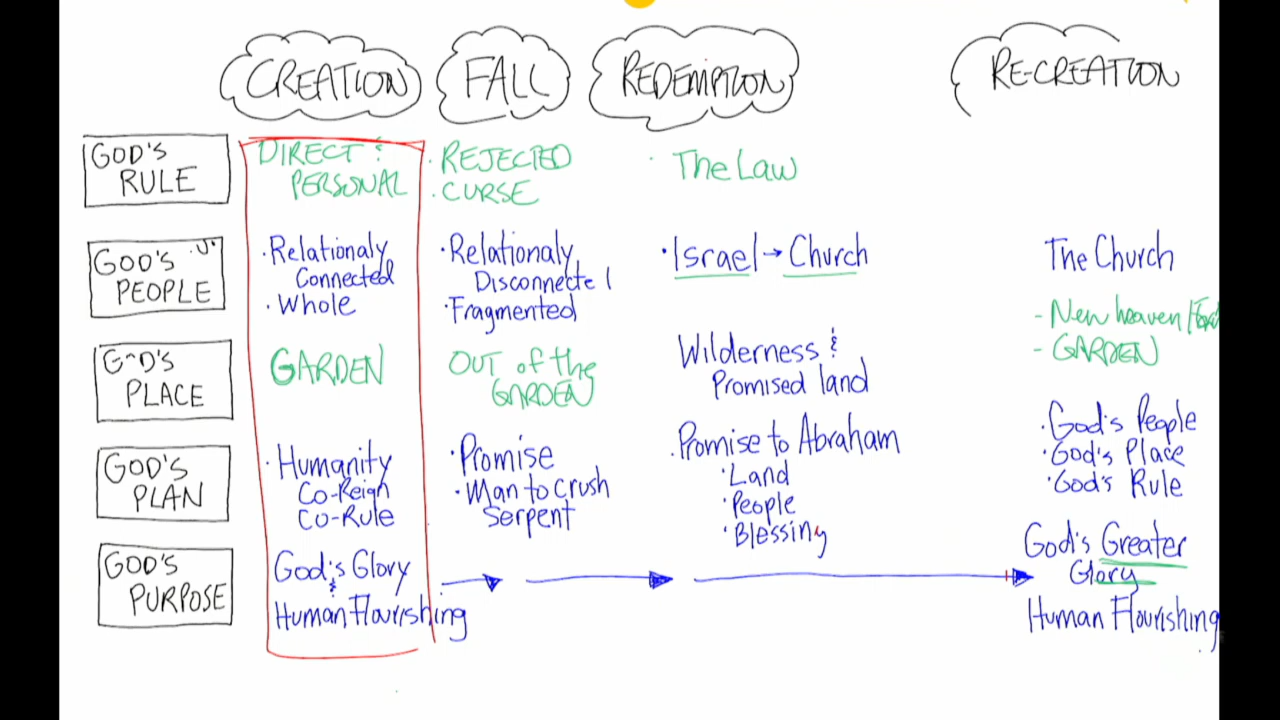 CREATION FALL REDEMPTION RE-CREATION
GOD'S
RULE
DIRECT &
PERSONAL
· REJECTED
· CURSE
· The Law
GOD'S
PEOPLE
· Relationaly
Connected
· Whole
· Relationaly
Disconnecte
· Fragmented
· Israel → Church
The Church
GOD'S
PLACE
GARDEN
OUT of the
GARDEN
Wilderness &
Promised land
- New heaven /
- GARDEN
GOD'S
PLAN
· Humanity
Co-Reign
Co-Rule
· Promise
· Man to crush
Serpent
· Promise to Abraham
· Land
· People
· Blessing
· God's People
· God's Place
· God's Rule
GOD'S
PURPOSE
God's Glory
&
Human Flourishing
God's Greater
Glory
Human Flourishing